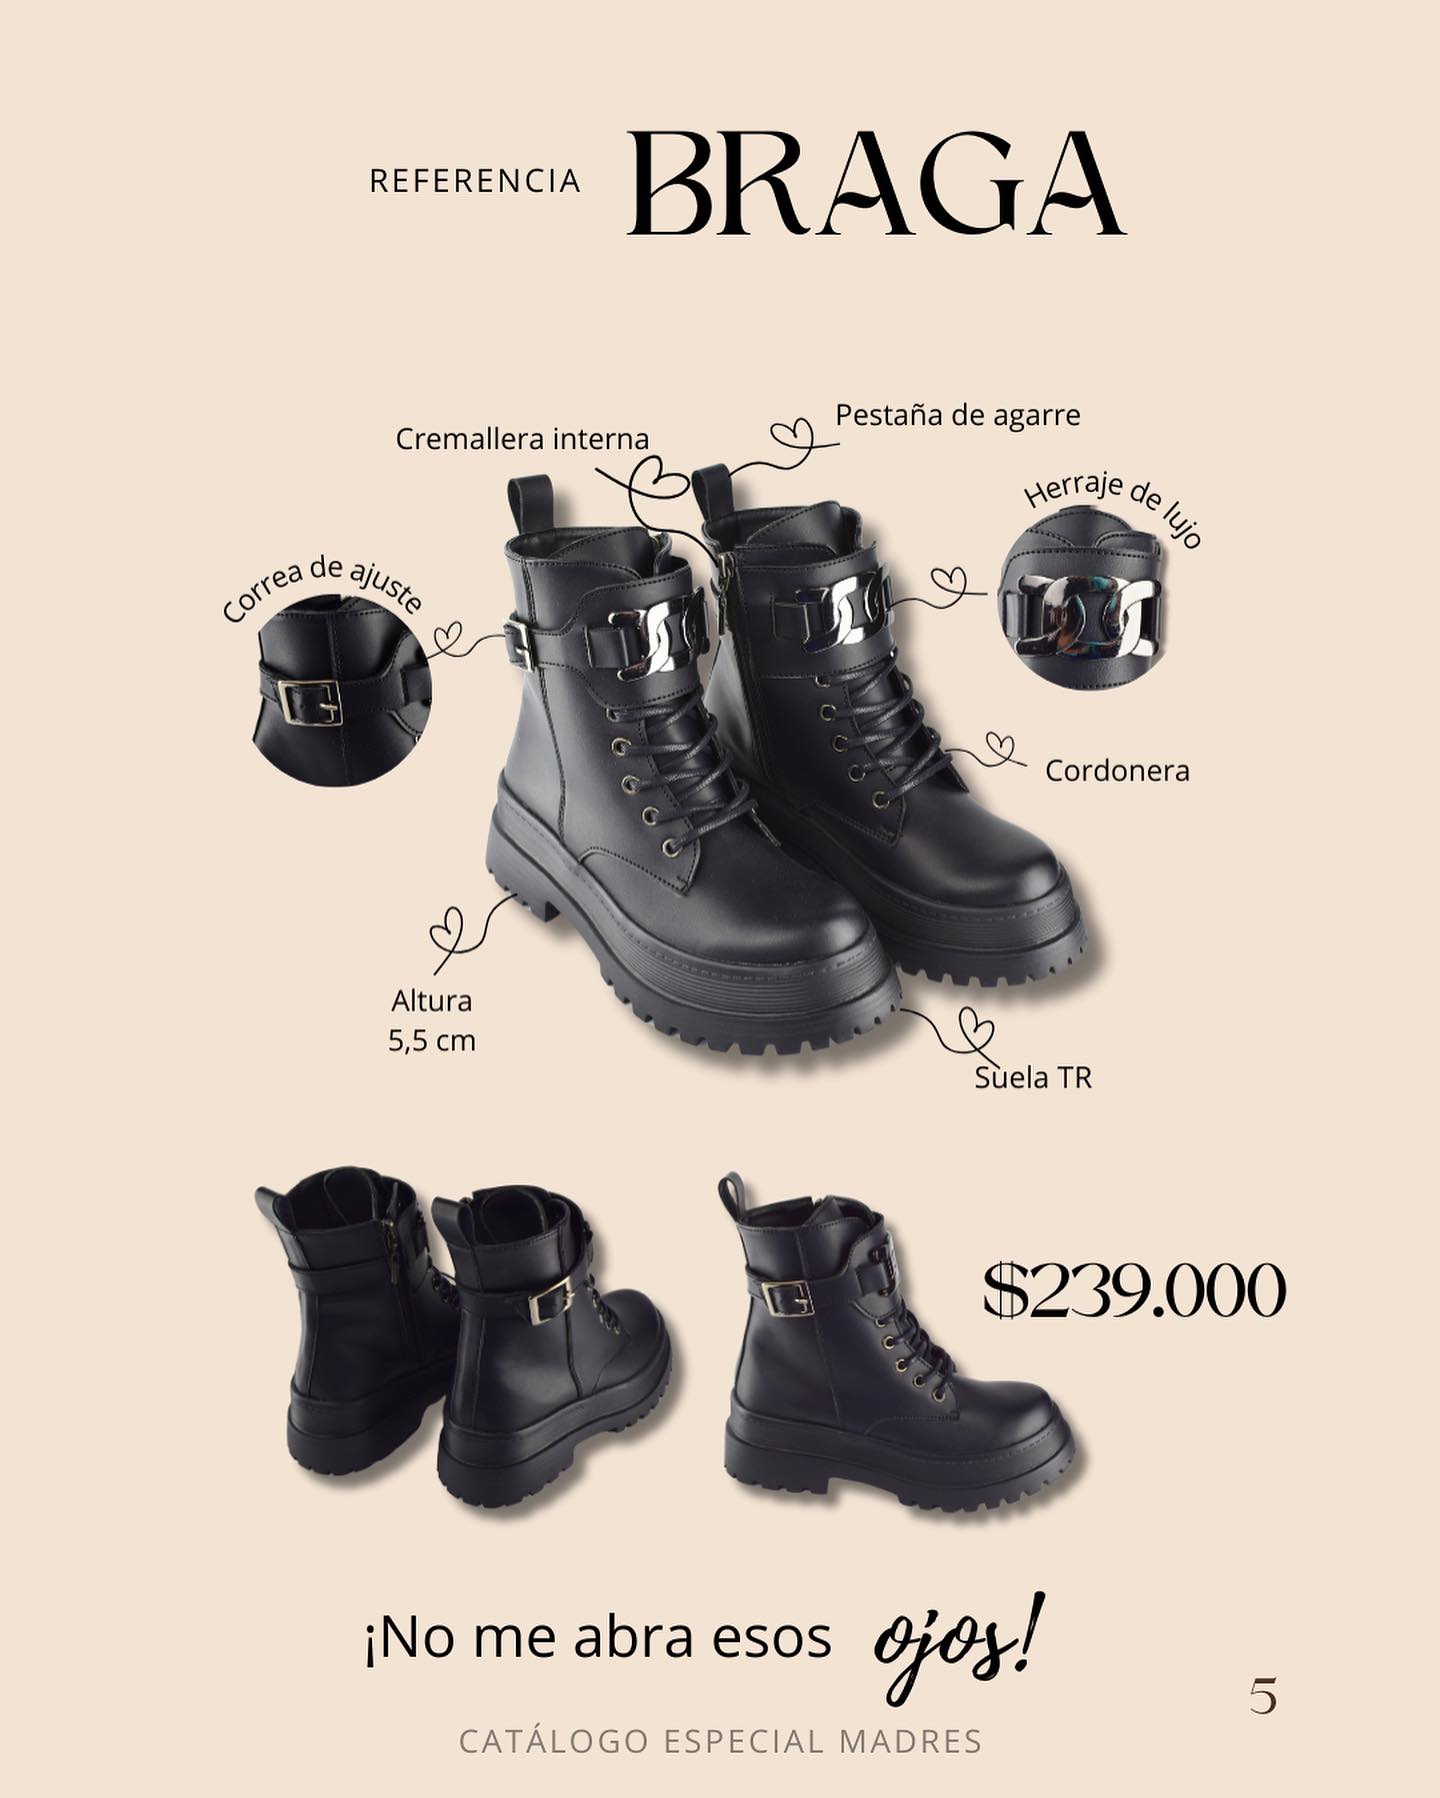 REFERENCIA BRAGA
Cremallera interna
Pestaña de agarre
Herraje de lujo
Correa de ajuste
Cordonera
Altura
5,5 cm
Suela TR
$239.000
¡No me abra esos ojos!
5
CATÁLOGO ESPECIAL MADRES